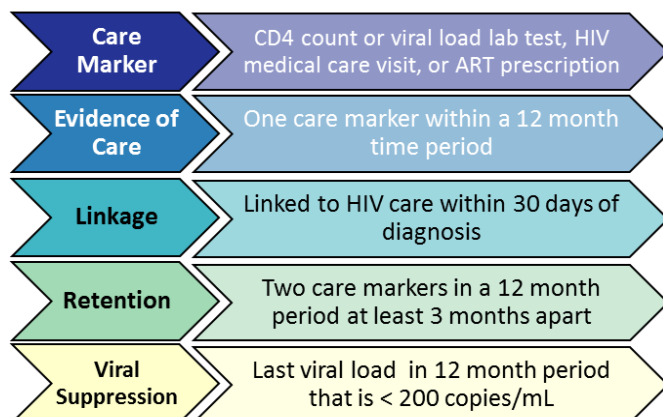 Care
Marker
CD4 count or viral load lab test, HIV
medical care visit, or ART prescription
Evidence of
Care
One care marker within a 12 month
time period
Linkage
Linked to HIV care within 30 days of
diagnosis
Retention
Two care markers in a 12 month
period at least 3 months apart
Viral
Suppression
Last viral load in 12 month period
that is < 200 copies/mL